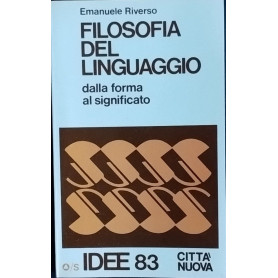 Emanuele Riverso
FILOSOFIA
DEL
LINGUAGGIO
dalla forma
al significato
IDEE 83
CITTÀ
NUOVA